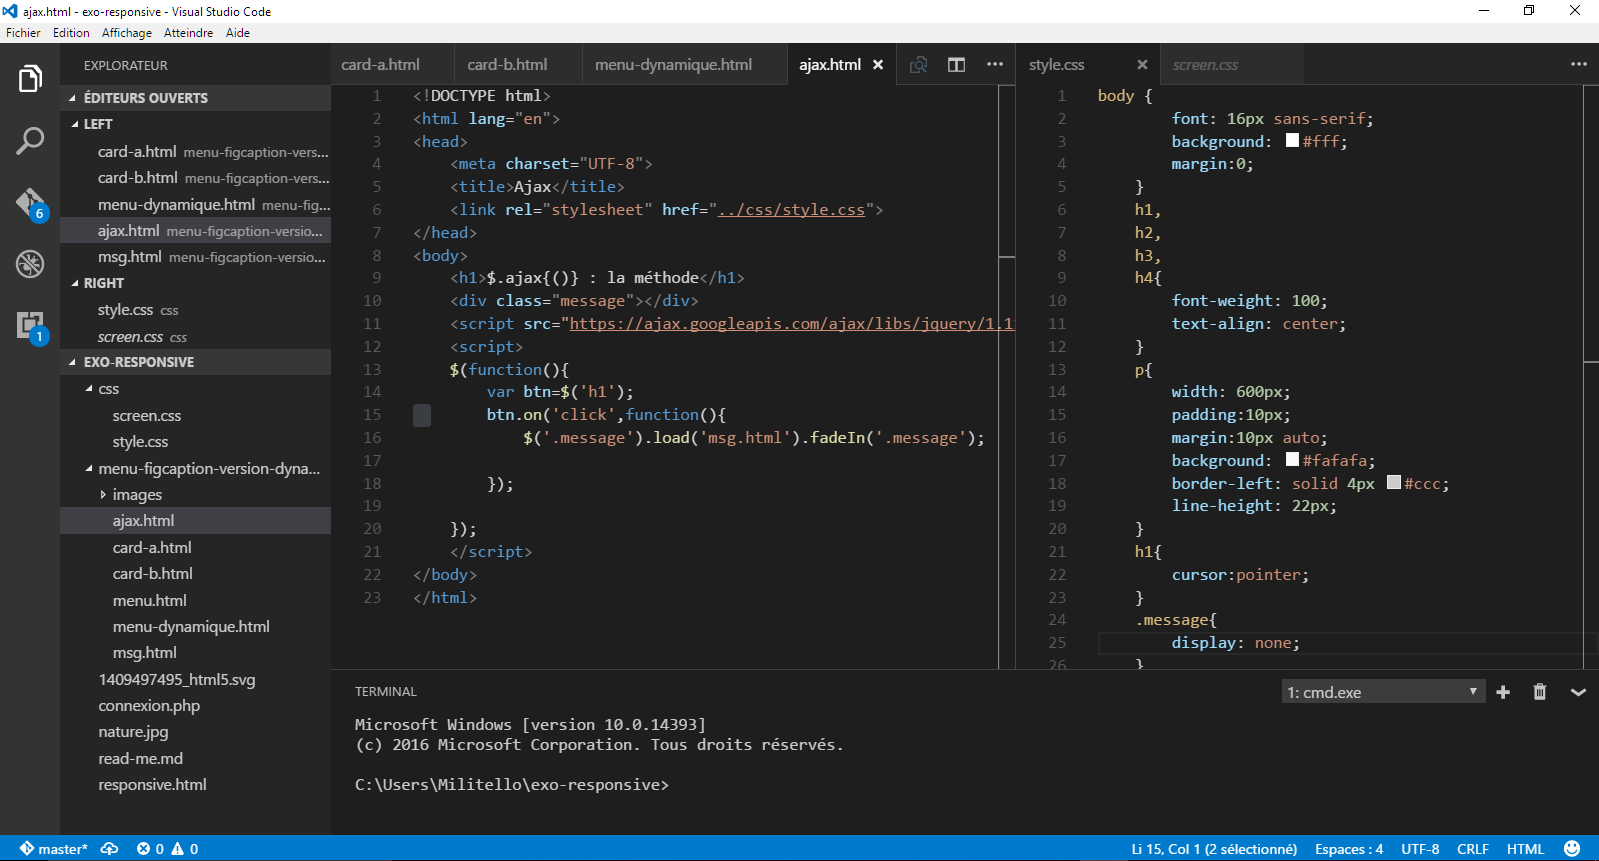 ajax.html - exo-responsive - Visual Studio Code
Fichier Edition Affichage Atteindre Aide
EXPLORATEUR
ÉDITEURS OUVERTS
LEFT
card-a.html menu-figcaption-vers...
card-b.html menu-figcaption-vers...
menu-dynamique.html menu-fig...
ajax.html menu-figcaption-versio...
msg.html menu-figcaption-versio...
RIGHT
style.css css
screen.css css
EXO-RESPONSIVE
css
screen.css
style.css
menu-figcaption-version-dyna...
images
ajax.html
card-a.html
card-b.html
menu.html
menu-dynamique.html
msg.html
1409497495_html5.svg
connexion.php
nature.jpg
read-me.md
responsive.html
6
1
card-a.html card-b.html menu-dynamique.html ajax.html
1 <!DOCTYPE html>
2 <html lang="en">
3 <head>
4 <meta charset="UTF-8">
5 <title>Ajax</title>
6 <link rel="stylesheet" href="../css/style.css">
7 </head>
8 <body>
9 <h1>$.ajax{()} : la méthode</h1>
10 <div class="message"></div>
11 <script src="https://ajax.googleapis.com/ajax/libs/jquery/1.1
12 <script>
13 $(function(){
14 var btn=$('h1');
15 btn.on('click',function(){
16 $('.message').load('msg.html').fadeIn('.message');
17
18 });
19
20 });
21 </script>
22 </body>
23 </html>
style.css screen.css
1 body {
2 font: 16px sans-serif;
3 background: #fff;
4 margin:0;
5 }
6 h1,
7 h2,
8 h3,
9 h4{
10 font-weight: 100;
11 text-align: center;
12 }
13 p{
14 width: 600px;
15 padding:10px;
16 margin:10px auto;
17 background: #fafafa;
18 border-left: solid 4px #ccc;
19 line-height: 22px;
20 }
21 h1{
22 cursor:pointer;
23 }
24 .message{
25 display: none;
26 }
TERMINAL
1: cmd.exe
Microsoft Windows [version 10.0.14393]
(c) 2016 Microsoft Corporation. Tous droits réservés.
C:\Users\Militello\exo-responsive>
master* 0 0
Li 15, Col 1 (2 sélectionné) Espaces : 4 UTF-8 CRLF HTML